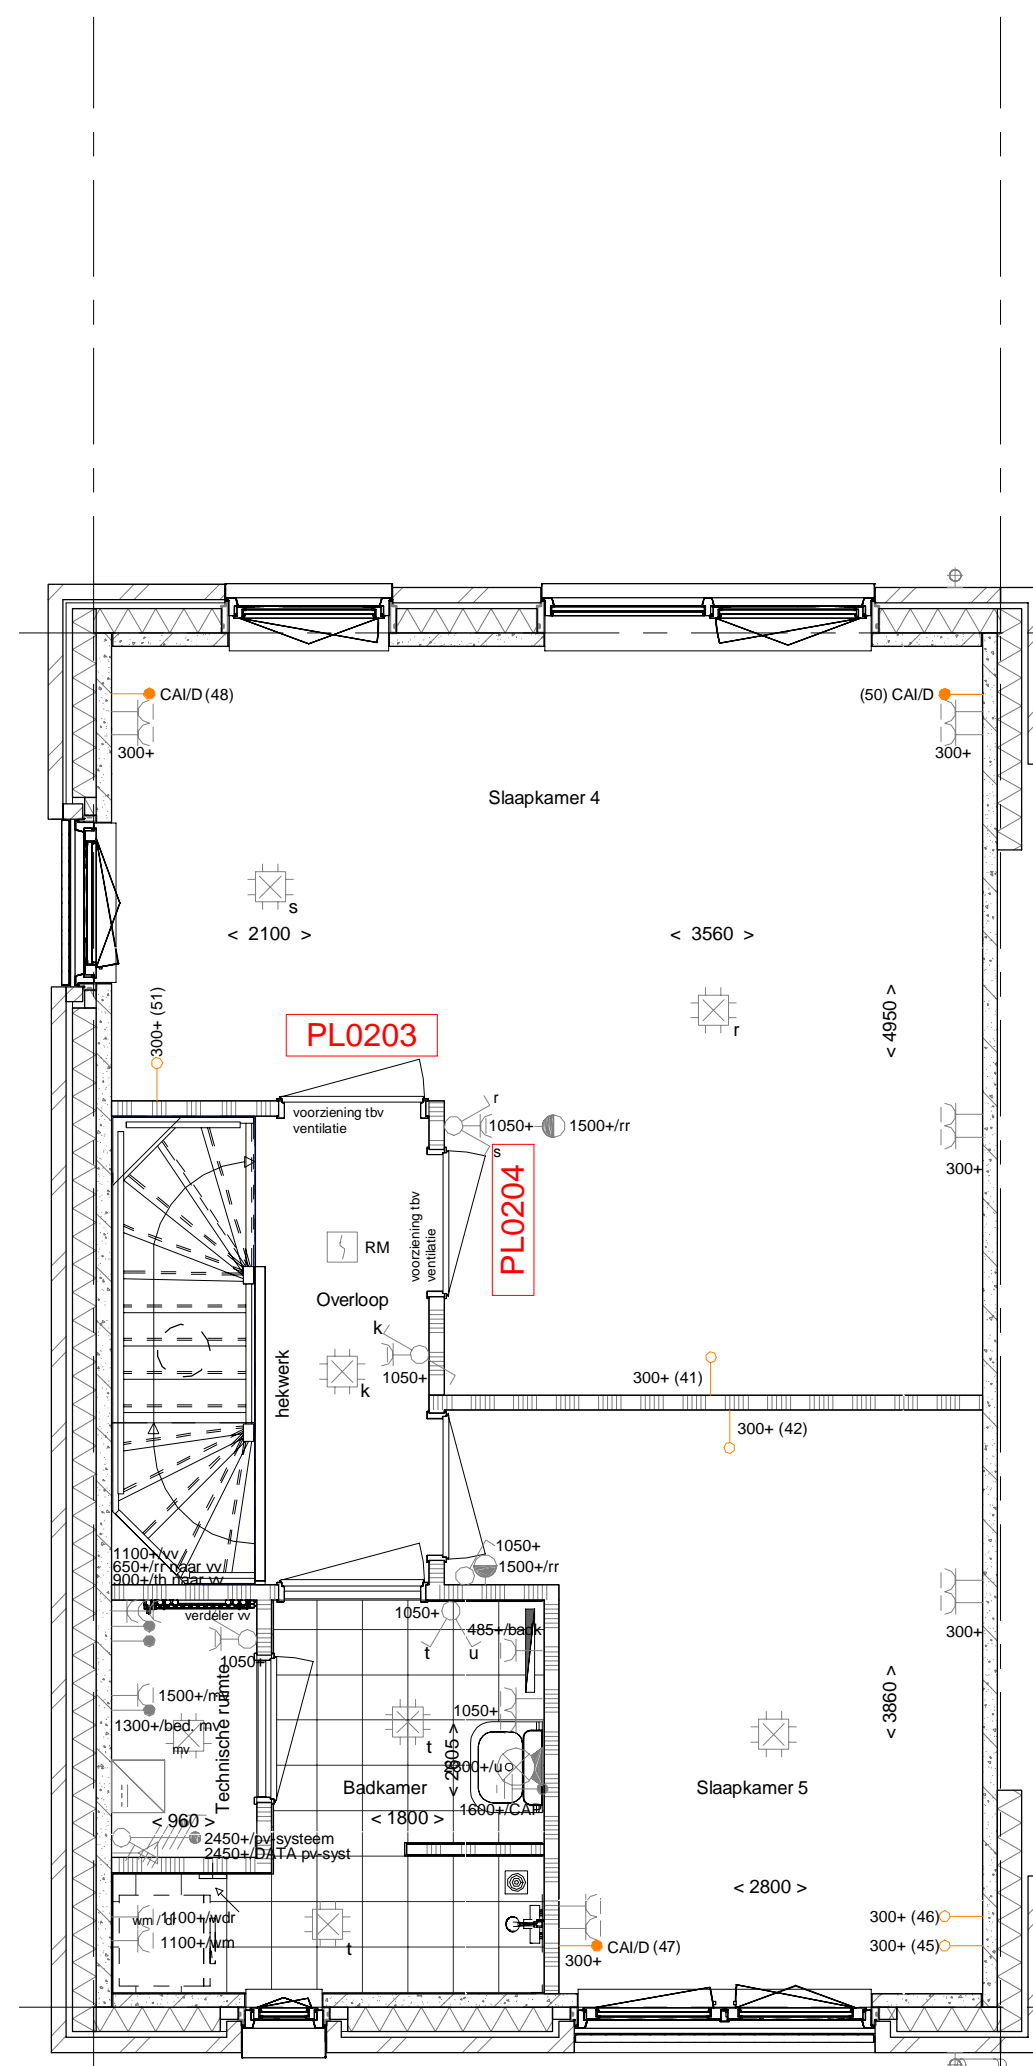 CAI/D (48)
(50) CAI/D
300+
300+
Slaapkamer 4
s
< 2100 >
< 3560 >
300+ (51)
< 4950 >
r
PL0203
voorziening tbv
ventilatie
r
1050+
1500+/rr
s
300+
PL0204
voorziening tbv
ventilatie
RM
Overloop
k
1050+
k
hekwerk
300+ (41)
300+ (42)
1050+
1500+/rr
1100+/vv
650+/rr naar vv
900+/th naar vv
verdeler vv
1050+
485+/badk
t
u
300+
1050+
Technische ruimte
1500+/mv
1300+/bed. mv
mv
1050+
t
< 2805 >
< 3860 >
2300+/u
Badkamer
Slaapkamer 5
1600+/CAP
< 960 >
< 1800 >
2450+/pv-systeem
2450+/DATA pv-syst
< 2800 >
wm / dr
1100+/wdr
1100+/wm
t
300+ (46)
300+ (45)
CAI/D (47)
300+